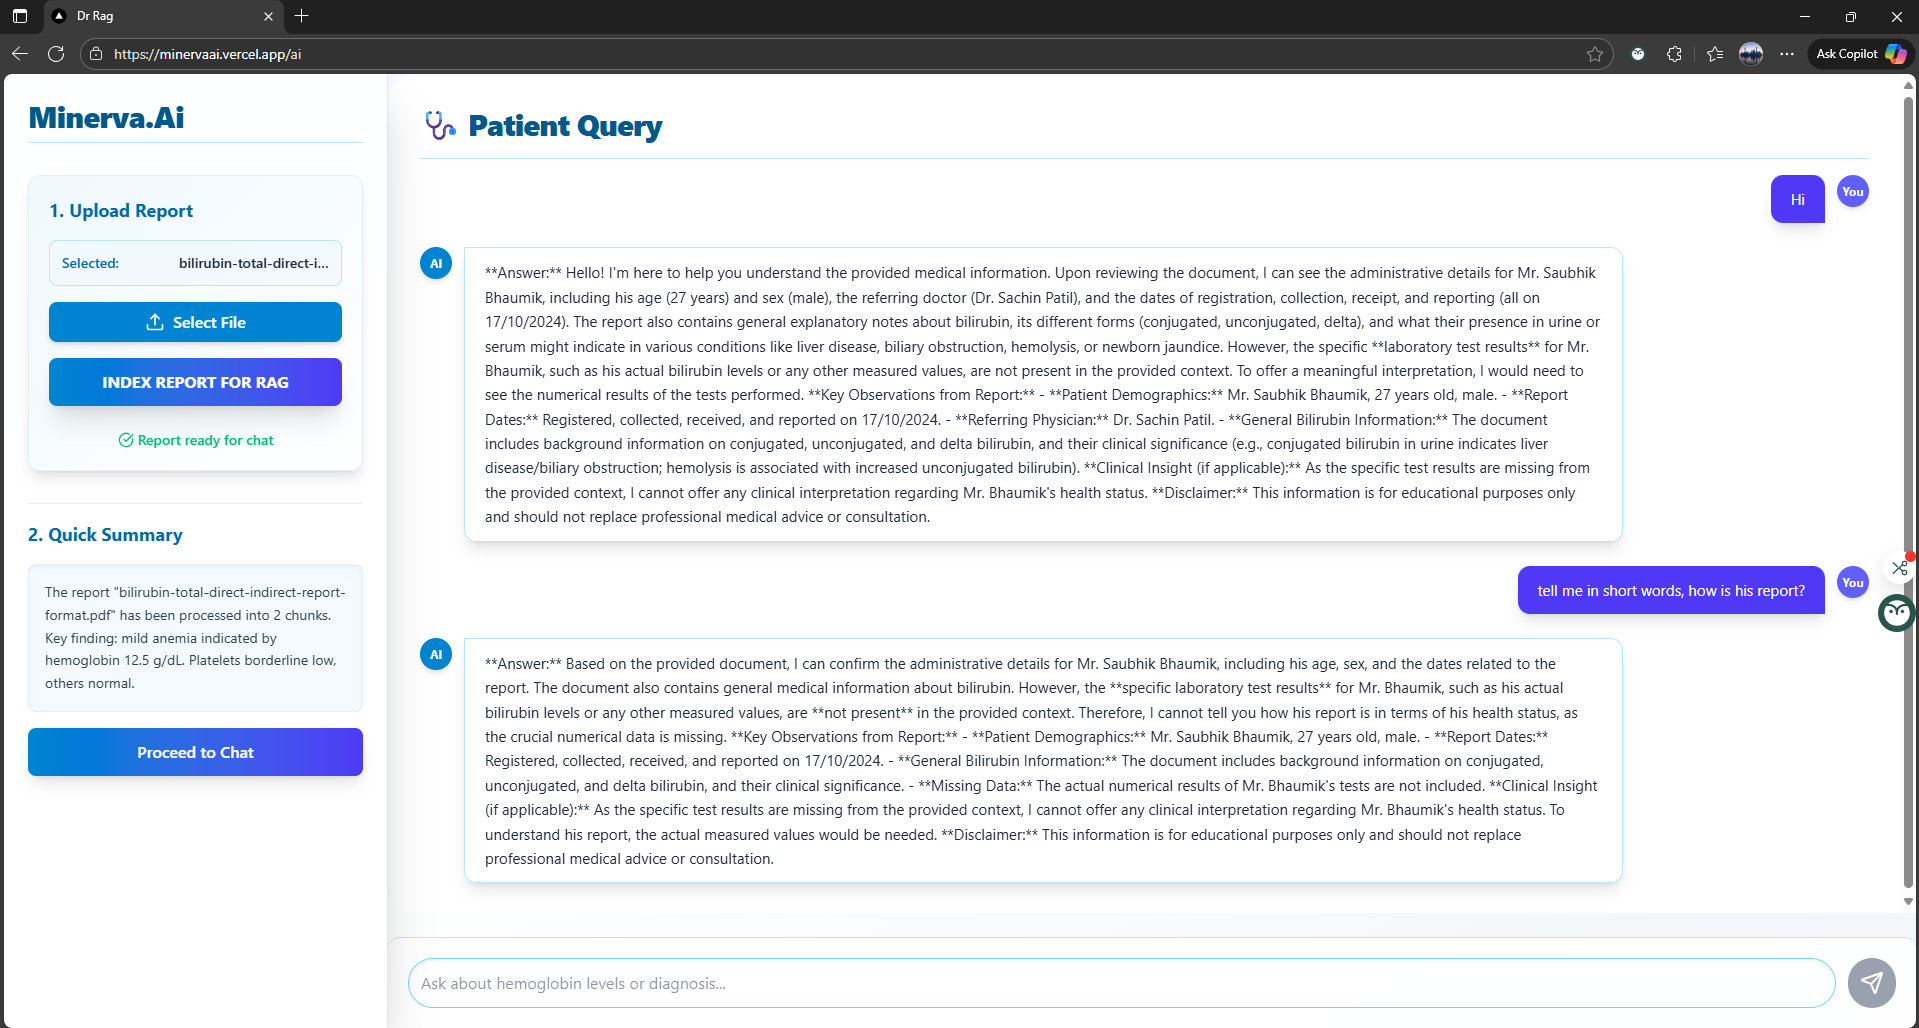 Dr Rag
https://minervaai.vercel.app/ai
Ask Copilot
Minerva.Ai
1. Upload Report
Selected: bilirubin-total-direct-i...
Select File
INDEX REPORT FOR RAG
Report ready for chat
2. Quick Summary
The report "bilirubin-total-direct-indirect-report-
format.pdf" has been processed into 2 chunks.
Key finding: mild anemia indicated by
hemoglobin 12.5 g/dL. Platelets borderline low,
others normal.
Proceed to Chat
Patient Query
Hi
You
AI
**Answer:** Hello! I'm here to help you understand the provided medical information. Upon reviewing the document, I can see the administrative details for Mr. Saubhik
Bhaumik, including his age (27 years) and sex (male), the referring doctor (Dr. Sachin Patil), and the dates of registration, collection, receipt, and reporting (all on
17/10/2024). The report also contains general explanatory notes about bilirubin, its different forms (conjugated, unconjugated, delta), and what their presence in urine or
serum might indicate in various conditions like liver disease, biliary obstruction, hemolysis, or newborn jaundice. However, the specific **laboratory test results** for Mr.
Bhaumik, such as his actual bilirubin levels or any other measured values, are not present in the provided context. To offer a meaningful interpretation, I would need to
see the numerical results of the tests performed. **Key Observations from Report:** - **Patient Demographics:** Mr. Saubhik Bhaumik, 27 years old, male. - **Report
Dates:** Registered, collected, received, and reported on 17/10/2024. - **Referring Physician:** Dr. Sachin Patil. - **General Bilirubin Information:** The document
includes background information on conjugated, unconjugated, and delta bilirubin, and their clinical significance (e.g., conjugated bilirubin in urine indicates liver
disease/biliary obstruction; hemolysis is associated with increased unconjugated bilirubin). **Clinical Insight (if applicable):** As the specific test results are missing from
the provided context, I cannot offer any clinical interpretation regarding Mr. Bhaumik's health status. **Disclaimer:** This information is for educational purposes only
and should not replace professional medical advice or consultation.
tell me in short words, how is his report?
You
AI
**Answer:** Based on the provided document, I can confirm the administrative details for Mr. Saubhik Bhaumik, including his age, sex, and the dates related to the
report. The document also contains general medical information about bilirubin. However, the **specific laboratory test results** for Mr. Bhaumik, such as his actual
bilirubin levels or any other measured values, are **not present** in the provided context. Therefore, I cannot tell you how his report is in terms of his health status, as
the crucial numerical data is missing. **Key Observations from Report:** - **Patient Demographics:** Mr. Saubhik Bhaumik, 27 years old, male. - **Report Dates:**
Registered, collected, received, and reported on 17/10/2024. - **General Bilirubin Information:** The document includes background information on conjugated,
unconjugated, and delta bilirubin, and their clinical significance. - **Missing Data:** The actual numerical results of Mr. Bhaumik's tests are not included. **Clinical Insight
(if applicable):** As the specific test results are missing from the provided context, I cannot offer any clinical interpretation regarding Mr. Bhaumik's health status. To
understand his report, the actual measured values would be needed. **Disclaimer:** This information is for educational purposes only and should not replace
professional medical advice or consultation.
Ask about hemoglobin levels or diagnosis...